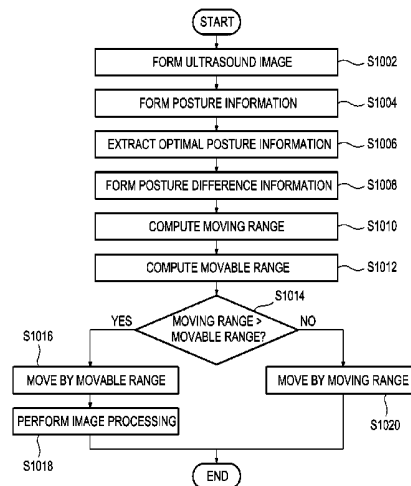 START
FORM ULTRASOUND IMAGE S1002
FORM POSTURE INFORMATION S1004
EXTRACT OPTIMAL POSTURE INFORMATION S1006
FORM POSTURE DIFFERENCE INFORMATION S1008
COMPUTE MOVING RANGE S1010
COMPUTE MOVABLE RANGE S1012
S1014
MOVING RANGE >
MOVABLE RANGE?
YES
NO
S1016
MOVE BY MOVABLE RANGE
MOVE BY MOVING RANGE
S1020
PERFORM IMAGE PROCESSING
S1018
END